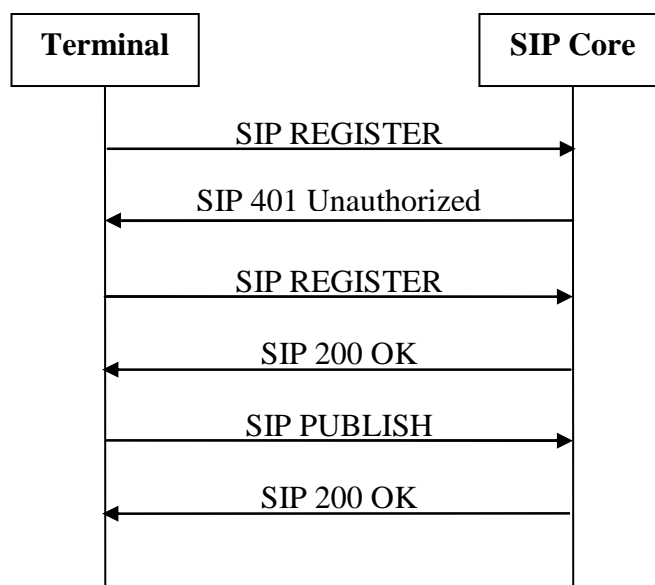 Terminal
SIP Core
SIP REGISTER
SIP 401 Unauthorized
SIP REGISTER
SIP 200 OK
SIP PUBLISH
SIP 200 OK